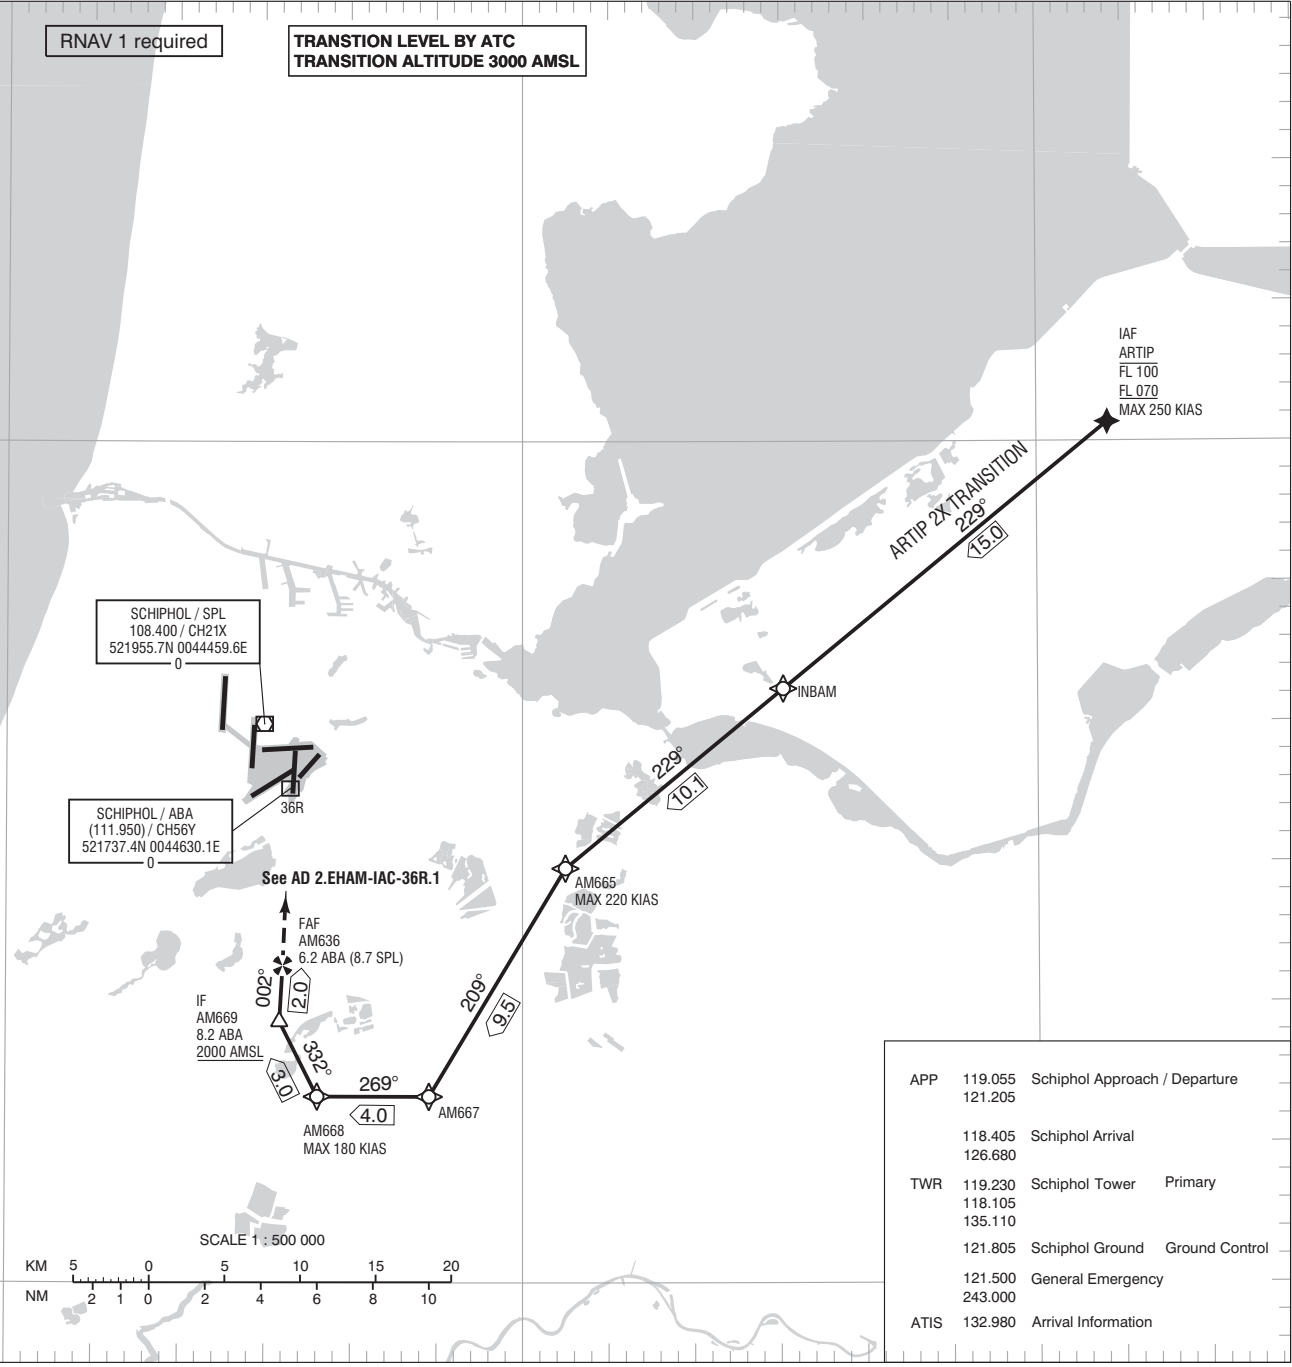 RNAV 1 required
TRANSTION LEVEL BY ATC
TRANSITION ALTITUDE 3000 AMSL
IAF
ARTIP
FL 100
FL 070
MAX 250 KIAS
ARTIP 2X TRANSITION
229°
15.0
SCHIPHOL / SPL
108.400 / CH21X
521955.7N 0044459.6E
0
INBAM
229°
10.1
36R
SCHIPHOL / ABA
(111.950) / CH56Y
521737.4N 0044630.1E
0
See AD 2.EHAM-IAC-36R.1
AM665
MAX 220 KIAS
FAF
AM636
6.2 ABA (8.7 SPL)
002°
2.0
209°
9.5
IF
AM669
8.2 ABA
2000 AMSL
332°
3.0
269°
4.0
AM667
AM668
MAX 180 KIAS
APP 119.055 Schiphol Approach / Departure
121.205
118.405 Schiphol Arrival
126.680
TWR 119.230 Schiphol Tower Primary
118.105
135.110
121.805 Schiphol Ground Ground Control
121.500 General Emergency
243.000
ATIS 132.980 Arrival Information
SCALE 1 : 500 000
KM 5 0 5 10 15 20
NM 2 1 0 2 4 6 8 10